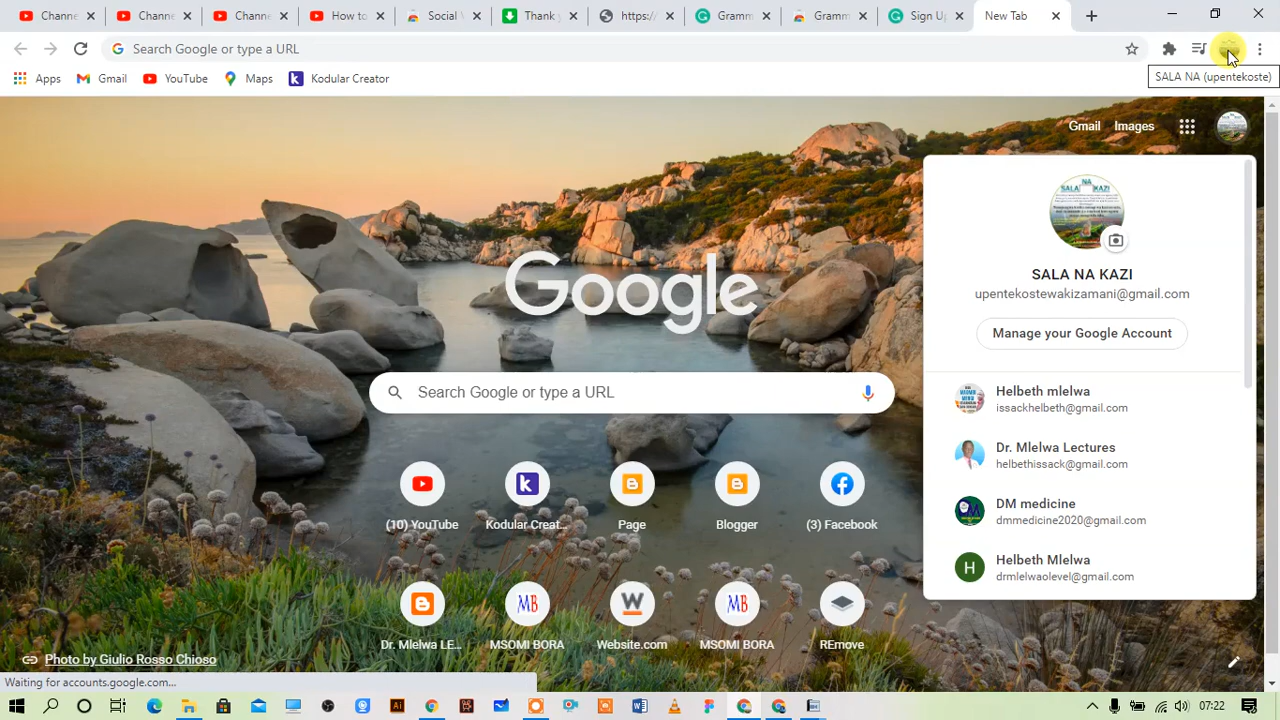 Channe
Channe
Channe
How to
Social V
Thank y
https:/
Gramm
Gramm
Sign Up
New Tab
Search Google or type a URL
SALA NA (upentekoste)
Apps
Gmail
YouTube
Maps
Kodular Creator
Gmail
Images
SALA NA KAZI
upentekostewakizamani@gmail.com
Manage your Google Account
Google
Search Google or type a URL
Helbeth mlelwa
issackhelbeth@gmail.com
Dr. Mlelwa Lectures
helbethissack@gmail.com
DM medicine
dmmedicine2020@gmail.com
H
Helbeth Mlelwa
drmlelwaolevel@gmail.com
(10) YouTube
Kodular Creat...
Page
Blogger
(3) Facebook
Dr. Mlelwa LE...
MSOMI BORA
Website.com
MSOMI BORA
REmove
Photo by Giulio Rosso Chioso
Waiting for accounts.google.com...
07:22